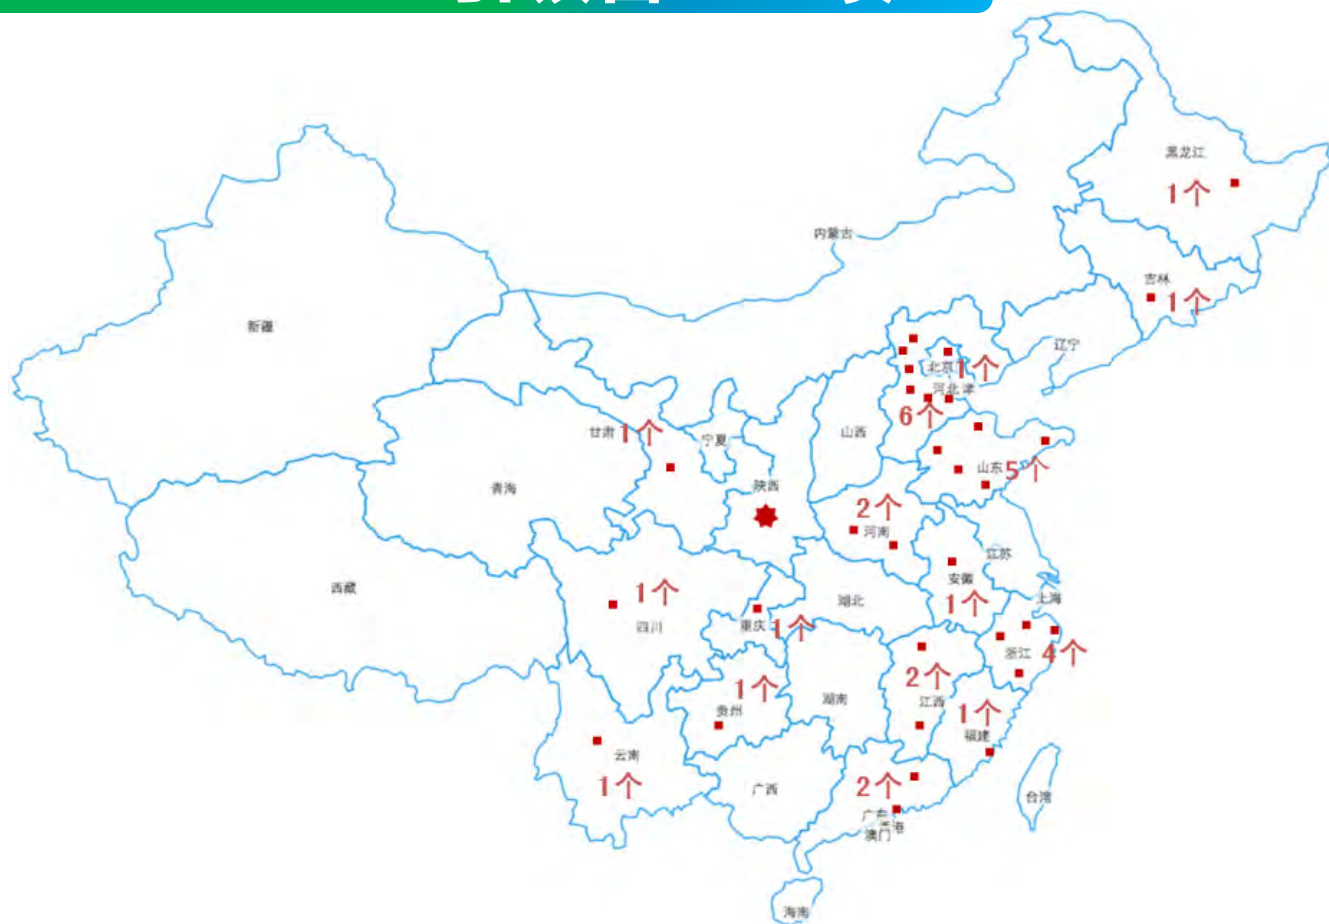 黑龙江
1个
内蒙古
吉林
1个
新疆
辽宁
北京
1个
河北
津
6个
甘肃
1个
宁夏
山西
山东
5个
青海
陕西
2个
河南
江苏
安徽
1个
西藏
1个
四川
湖北
上海
重庆
1个
浙江
4个
2个
江西
1个
贵州
湖南
1个
福建
云南
1个
广西
2个
台湾
澳门
海南